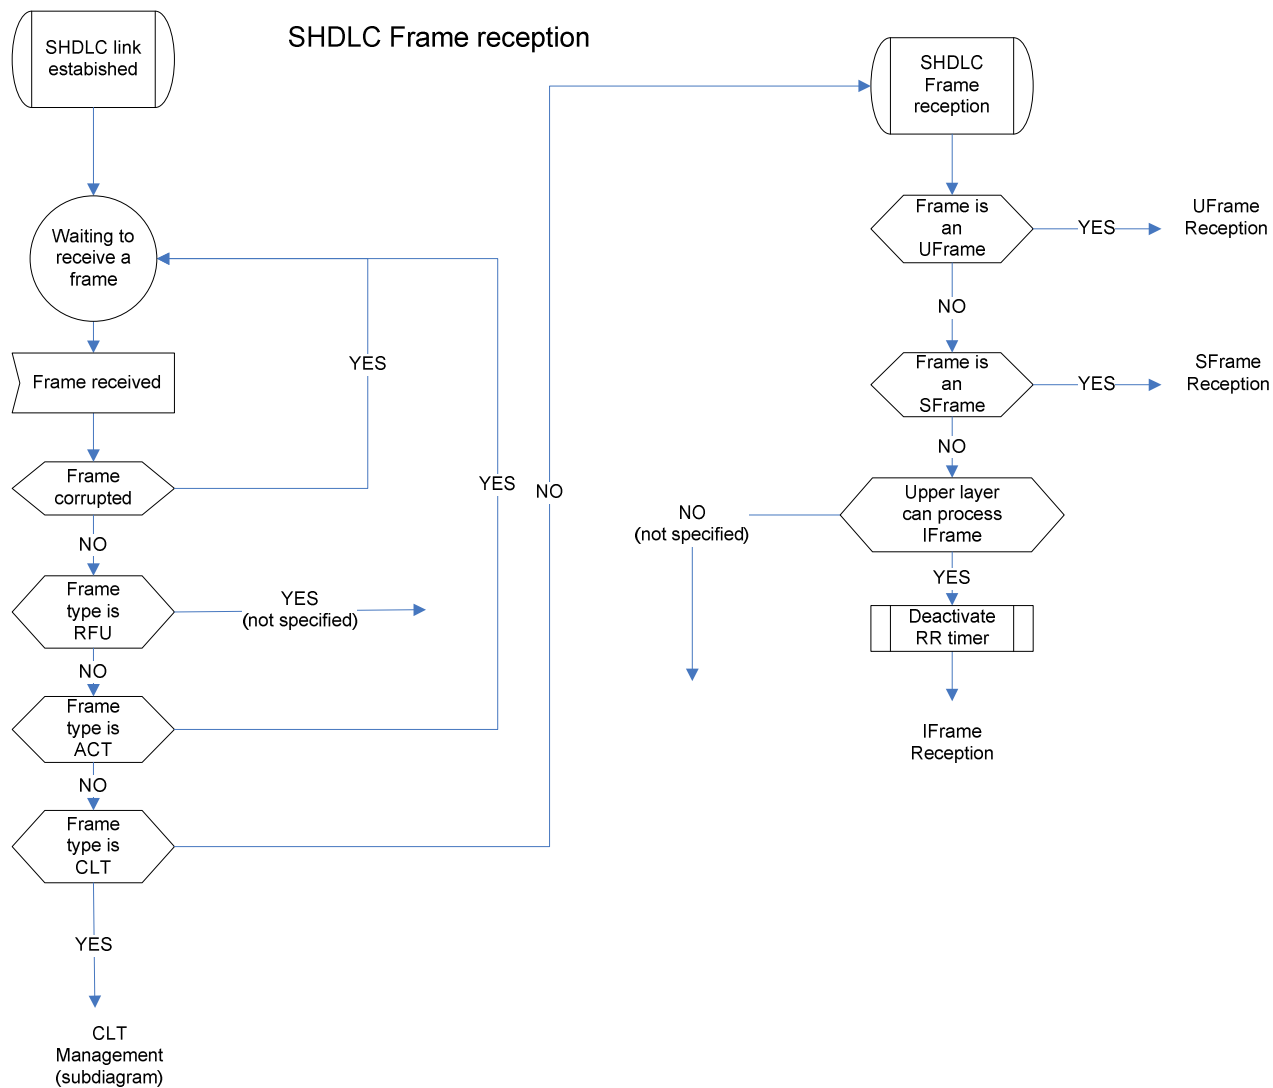 SHDLC Frame reception
SHDLC link
estabished
Waiting to
receive a
frame
Frame received
Frame
corrupted
YES
NO
Frame
type is
RFU
YES
(not specified)
NO
Frame
type is
ACT
YES
NO
Frame
type is
CLT
NO
YES
CLT
Management
(subdiagram)
SHDLC
Frame
reception
Frame is
an
UFrame
YES
UFrame
Reception
NO
Frame is
an
SFrame
YES
SFrame
Reception
NO
Upper layer
can process
IFrame
NO
(not specified)
YES
Deactivate
RR timer
IFrame
Reception